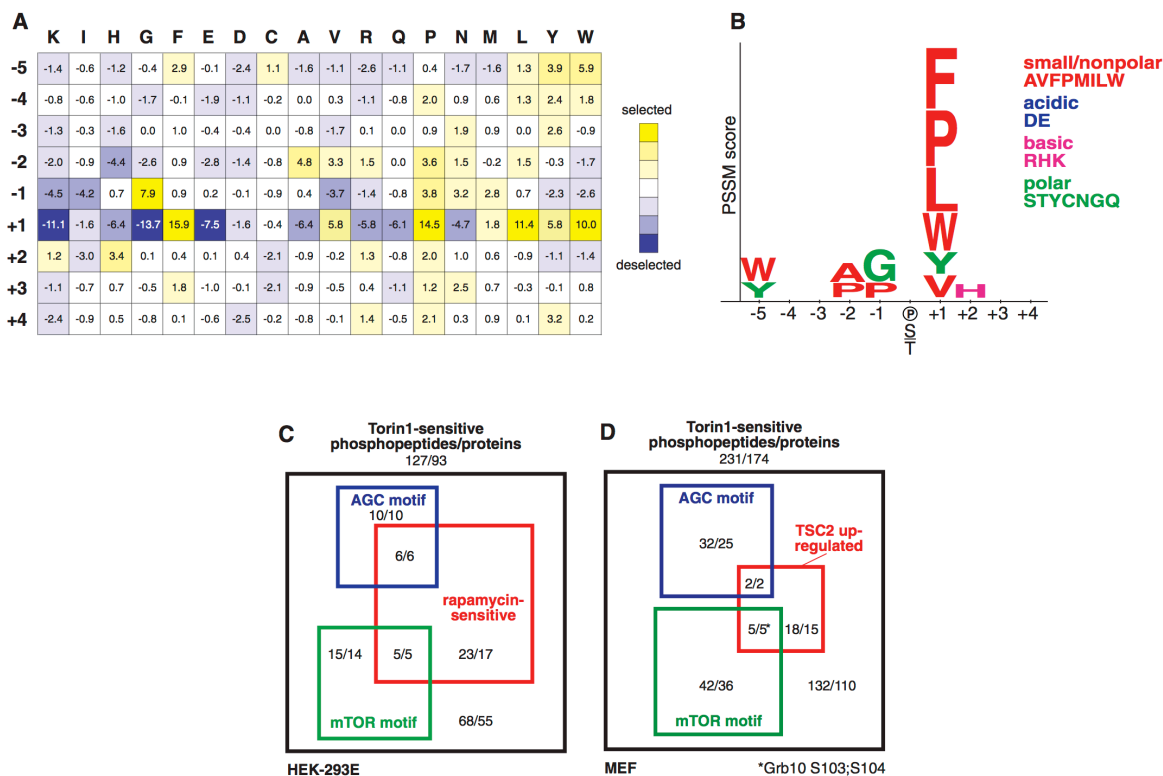 A
K I H G F E D C A V R Q P N M L Y W
-5 -1.4 -0.6 -1.2 -0.4 2.9 -0.1 -2.4 1.1 -1.6 -1.1 -2.6 -1.1 0.4 -1.7 -1.6 1.3 3.9 5.9
-4 -0.8 -0.6 -1.0 -1.7 -0.1 -1.9 -1.1 -0.2 0.0 0.3 -1.1 -0.8 2.0 0.9 0.6 1.3 2.4 1.8
-3 -1.3 -0.3 -1.6 0.0 1.0 -0.4 -0.4 0.0 -0.8 -1.7 0.1 0.0 0.9 1.9 0.9 0.0 2.6 -0.9
-2 -2.0 -0.9 -4.4 -2.6 0.9 -2.8 -1.4 -0.8 4.8 3.3 1.5 0.0 3.6 1.5 -0.2 1.5 -0.3 -1.7
-1 -4.5 -4.2 0.7 7.9 0.9 0.2 -0.1 -0.9 0.4 -3.7 -1.4 -0.8 3.8 3.2 2.8 0.7 -2.3 -2.6
+1 -11.1 -1.6 -6.4 -13.7 15.9 -7.5 -1.6 -0.4 -6.4 5.8 -5.8 -6.1 14.5 -4.7 1.8 11.4 5.8 10.0
+2 1.2 -3.0 3.4 0.1 0.4 0.1 0.4 -2.1 -0.9 -0.2 1.3 -0.8 2.0 1.0 0.6 -0.9 -1.1 -1.4
+3 -1.1 -0.7 0.7 -0.5 1.8 -1.0 -0.1 -2.1 -0.9 -0.5 0.4 -1.1 1.2 2.5 0.7 -0.3 -0.1 0.8
+4 -2.4 -0.9 0.5 -0.8 0.1 -0.6 -2.5 -0.2 -0.8 -0.1 1.4 -0.5 2.1 0.3 0.9 0.1 3.2 0.2
selected
deselected
B
PSSM score
W
Y
A
P
G
P
F
P
L
W
Y
V
H
-5 -4 -3 -2 -1 P +1 +2 +3 +4
S
T
small/nonpolar
AVFPMILW
acidic
DE
basic
RHK
polar
STYCNGQ
C
Torin1-sensitive
phosphopeptides/proteins
127/93
AGC motif
10/10
6/6
rapamycin-
sensitive
15/14
5/5
23/17
mTOR motif
68/55
HEK-293E
D
Torin1-sensitive
phosphopeptides/proteins
231/174
AGC motif
TSC2 up-
regulated
32/25
2/2
5/5*
18/15
42/36
132/110
mTOR motif
MEF
*Grb10 S103;S104